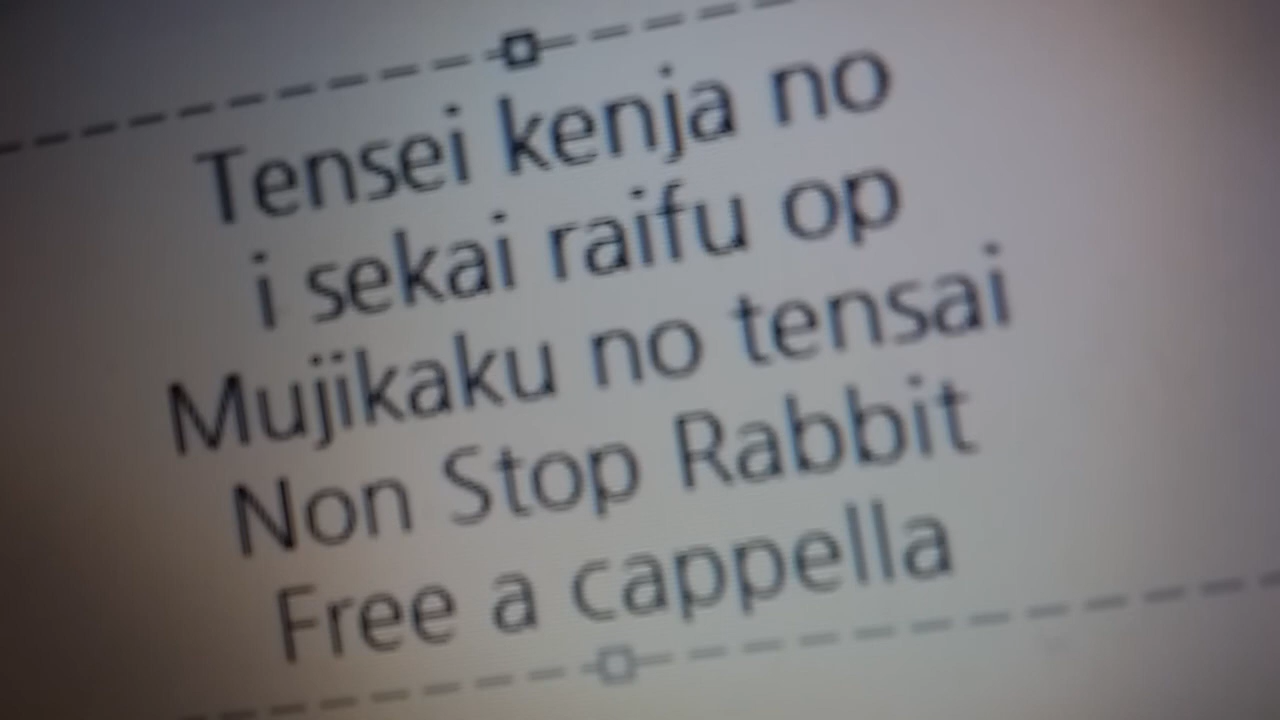 Tensei kenja no
i sekai raifu op
Mujikaku no tensai
Non Stop Rabbit
Free a cappella